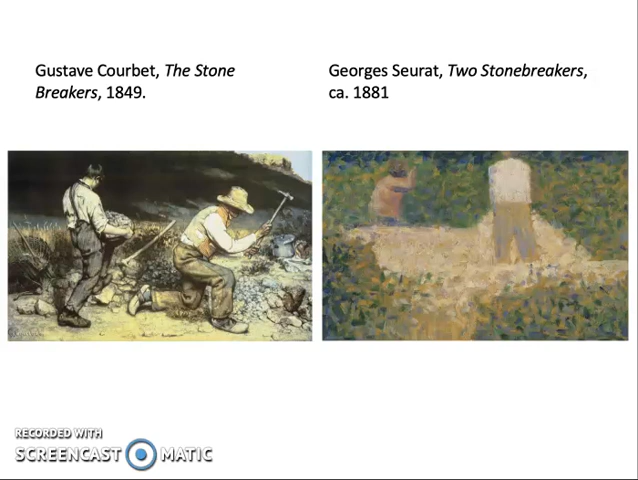 Gustave Courbet, The Stone
Breakers, 1849.
Georges Seurat, Two Stonebreakers,
ca. 1881
RECORDED WITH
SCREENCAST MATIC